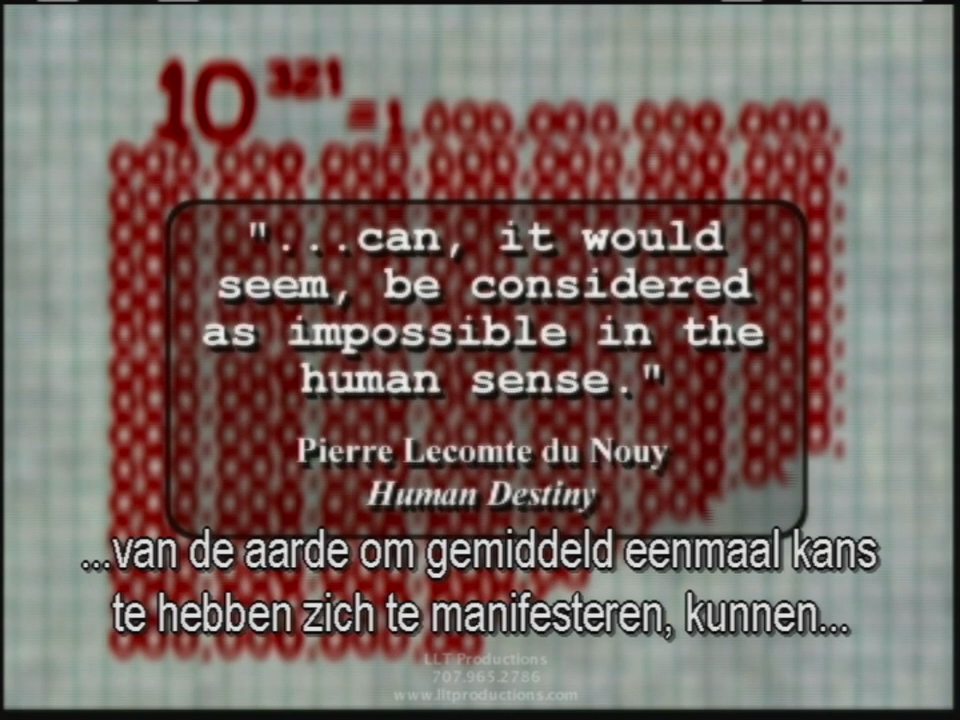 10 321 = 1,000,000,000,000,
"...can, it would
seem, be considered
as impossible in the
human sense."
Pierre Lecomte du Nouy
Human Destiny
...van de aarde om gemiddeld eenmaal kans
te hebben zich te manifesteren, kunnen...
LLT Productions
707.965.2786
www.lltproductions.com